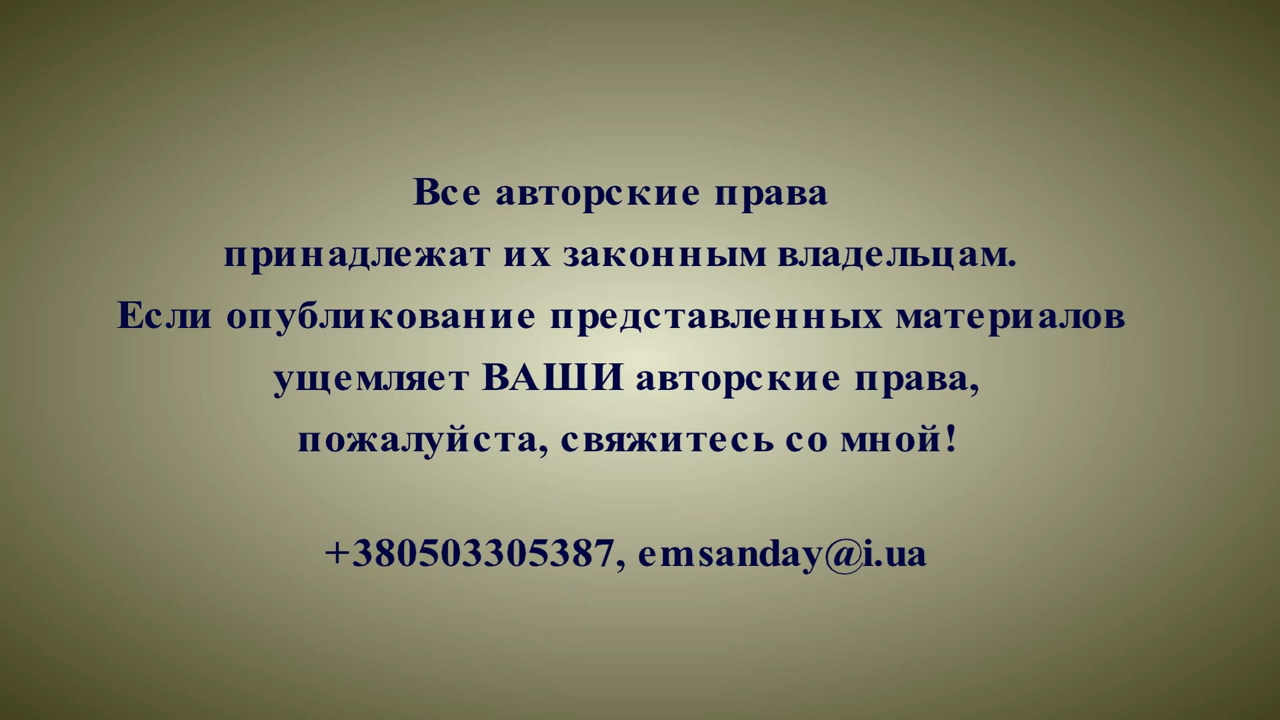 Все авторские права
принадлежат их законным владельцам.
Если опубликование представленных материалов
ущемляет ВАШИ авторские права,
пожалуйста, свяжитесь со мной!
+380503305387, emsanday@i.ua